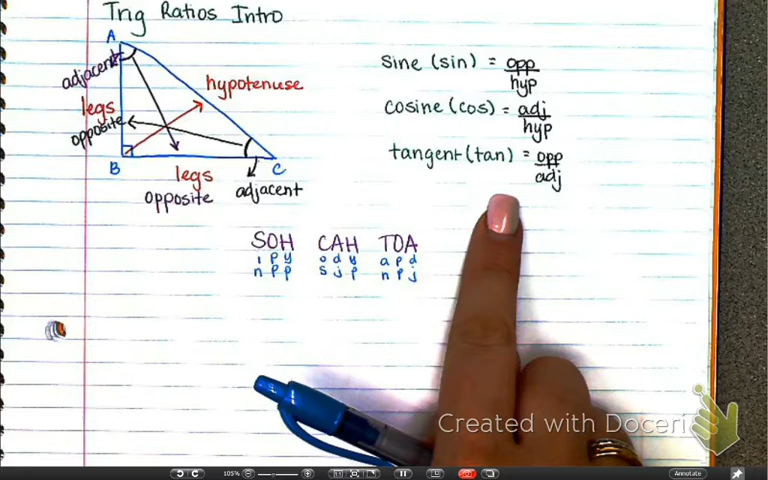 Trig Ratios Intro
A
adjacent
hypotenuse
legs
opposite
B
C
legs
opposite
adjacent
sine (sin) = opp
hyp
cosine (cos) = adj
hyp
tangent (tan) = opp
adj
SOH CAH TOA
i p y o d y a p d
n p p s j p n p j
Created with Doceri
105%
Annotate